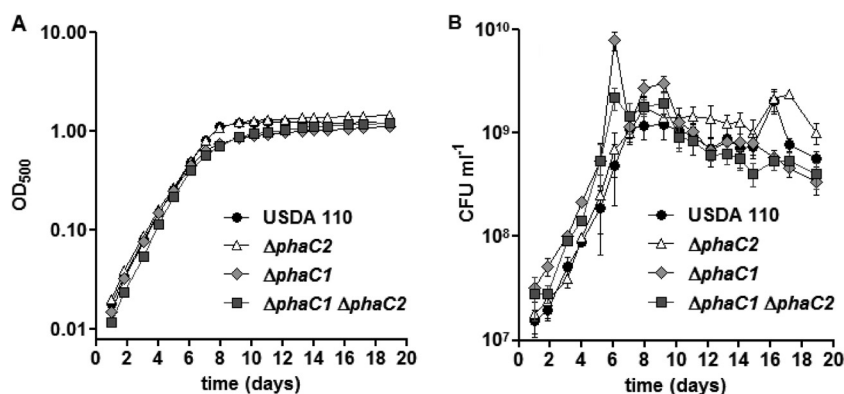 A
10.00
1.00
0.10
0.01
OD500
0 2 4 6 8 10 12 14 16 18 20
time (days)
USDA 110
ΔphaC2
ΔphaC1
ΔphaC1 ΔphaC2
B
10^10
10^9
10^8
10^7
CFU ml^-1
0 2 4 6 8 10 12 14 16 18 20
time (days)
USDA 110
ΔphaC2
ΔphaC1
ΔphaC1 ΔphaC2